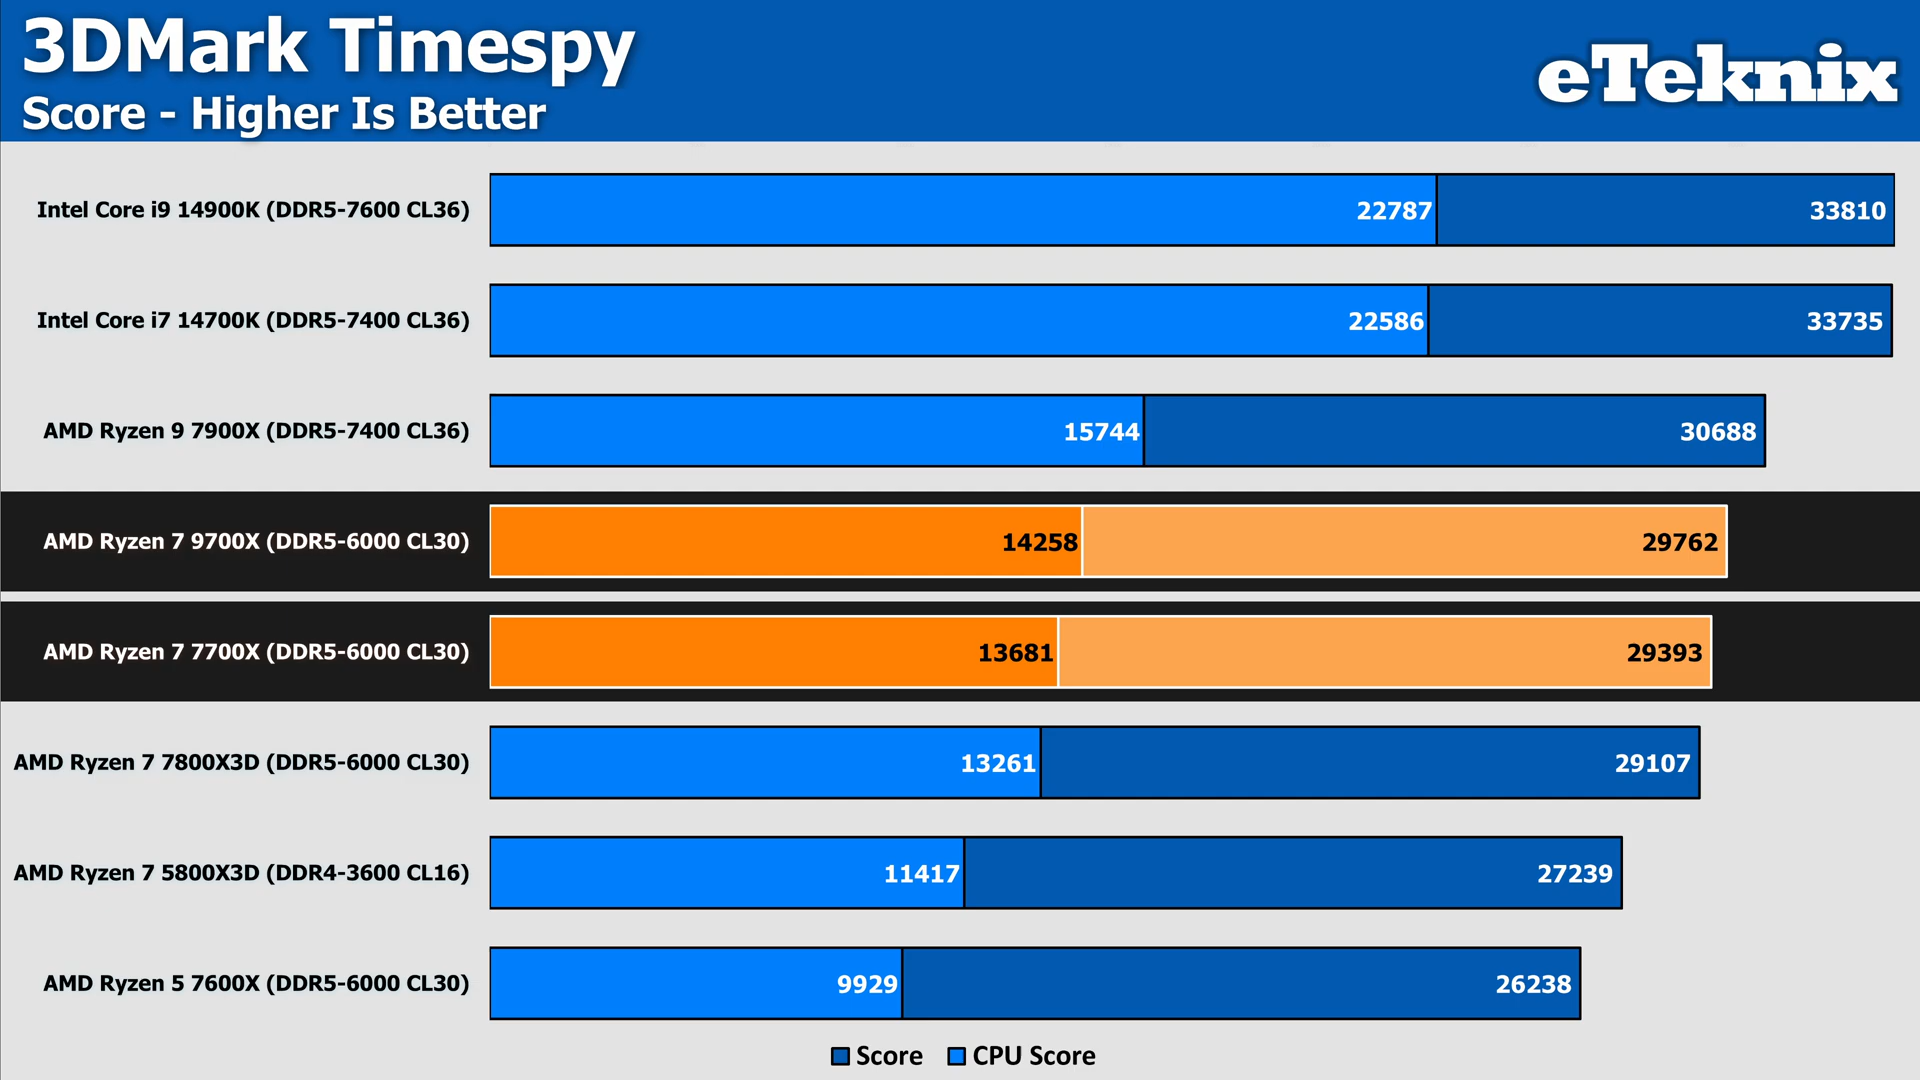 3DMark Timespy
Score - Higher Is Better
eTeknix
Intel Core i9 14900K (DDR5-7600 CL36) 22787 33810
Intel Core i7 14700K (DDR5-7400 CL36) 22586 33735
AMD Ryzen 9 7900X (DDR5-7400 CL36) 15744 30688
AMD Ryzen 7 9700X (DDR5-6000 CL30) 14258 29762
AMD Ryzen 7 7700X (DDR5-6000 CL30) 13681 29393
AMD Ryzen 7 7800X3D (DDR5-6000 CL30) 13261 29107
AMD Ryzen 7 5800X3D (DDR4-3600 CL16) 11417 27239
AMD Ryzen 5 7600X (DDR5-6000 CL30) 9929 26238
Score CPU Score